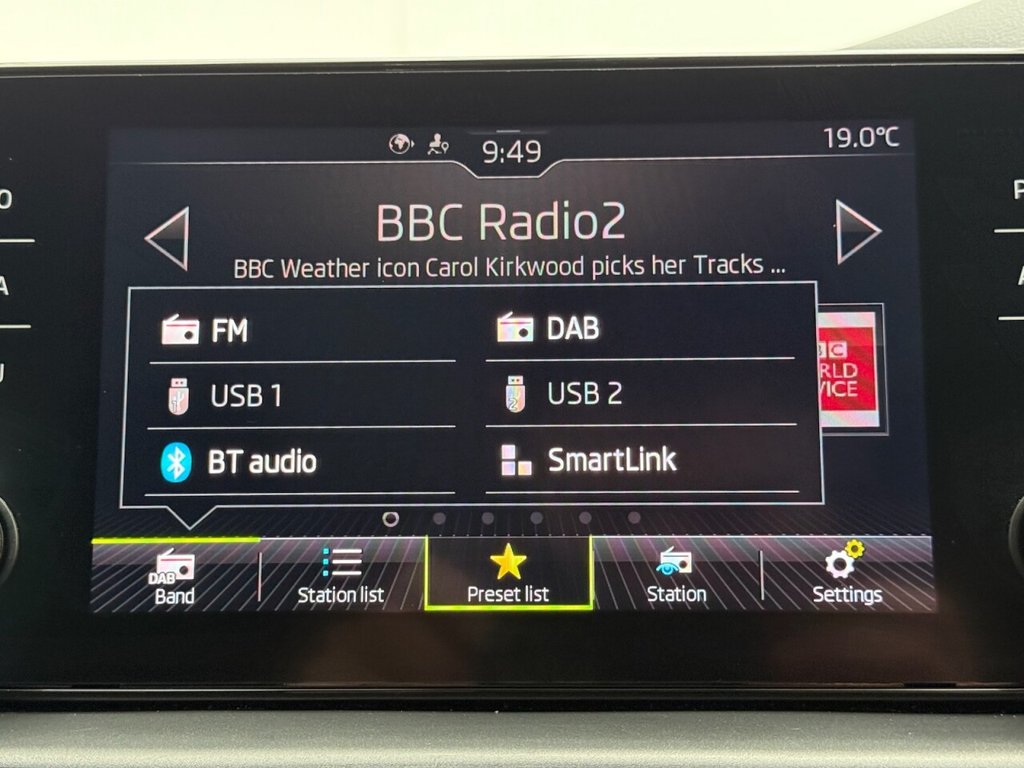 9:49
19.0°C
BBC Radio2
BBC Weather icon Carol Kirkwood picks her Tracks ...
FM
DAB
USB 1
USB 2
BT audio
SmartLink
DAB
Band
Station list
Preset list
Station
Settings